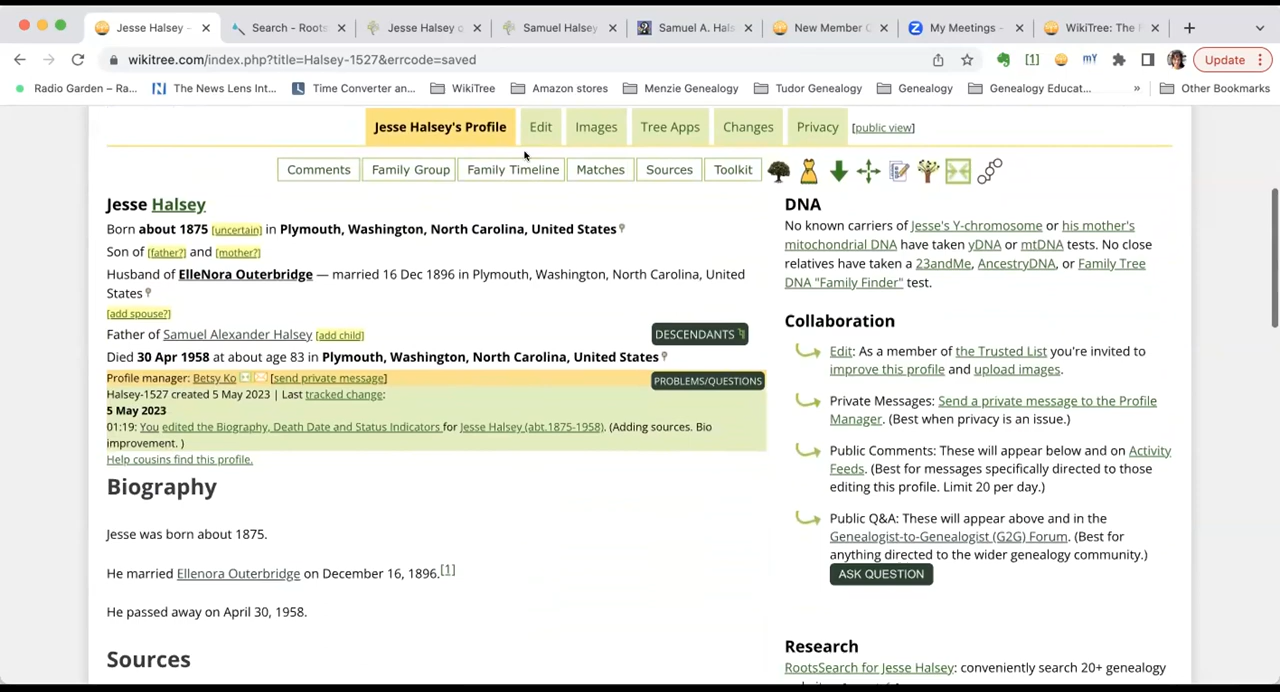 Jesse Halsey -
Search - Roots
Jesse Halsey o
Samuel Halsey
Samuel A. Hals
New Member
My Meetings -
WikiTree: The
wikitree.com/index.php?title=Halsey-1527&errcode=saved
[1]
mY
Update
Radio Garden – Ra...
The News Lens Int...
Time Converter an...
WikiTree
Amazon stores
Menzie Genealogy
Tudor Genealogy
Genealogy
Genealogy Educat...
»
Other Bookmarks
Jesse Halsey's Profile
Edit
Images
Tree Apps
Changes
Privacy
[public view]
Comments
Family Group
Family Timeline
Matches
Sources
Toolkit
Jesse Halsey
Born about 1875 [uncertain] in Plymouth, Washington, North Carolina, United States
Son of [father?] and [mother?]
Husband of ElleNora Outerbridge — married 16 Dec 1896 in Plymouth, Washington, North Carolina, United
States
[add spouse?]
Father of Samuel Alexander Halsey [add child]
DESCENDANTS
Died 30 Apr 1958 at about age 83 in Plymouth, Washington, North Carolina, United States
Profile manager: Betsy Ko [send private message]
PROBLEMS/QUESTIONS
Halsey-1527 created 5 May 2023 | Last tracked change:
5 May 2023
01:19: You edited the Biography, Death Date and Status Indicators for Jesse Halsey (abt.1875-1958). (Adding sources. Bio
improvement. )
Help cousins find this profile.
Biography
Jesse was born about 1875.
He married Ellenora Outerbridge on December 16, 1896.[1]
He passed away on April 30, 1958.
Sources
DNA
No known carriers of Jesse's Y-chromosome or his mother's
mitochondrial DNA have taken yDNA or mtDNA tests. No close
relatives have taken a 23andMe, AncestryDNA, or Family Tree
DNA "Family Finder" test.
Collaboration
Edit: As a member of the Trusted List you're invited to
improve this profile and upload images.
Private Messages: Send a private message to the Profile
Manager. (Best when privacy is an issue.)
Public Comments: These will appear below and on Activity
Feeds. (Best for messages specifically directed to those
editing this profile. Limit 20 per day.)
Public Q&A: These will appear above and in the
Genealogist-to-Genealogist (G2G) Forum. (Best for
anything directed to the wider genealogy community.)
ASK QUESTION
Research
RootsSearch for Jesse Halsey: conveniently search 20+ genealogy